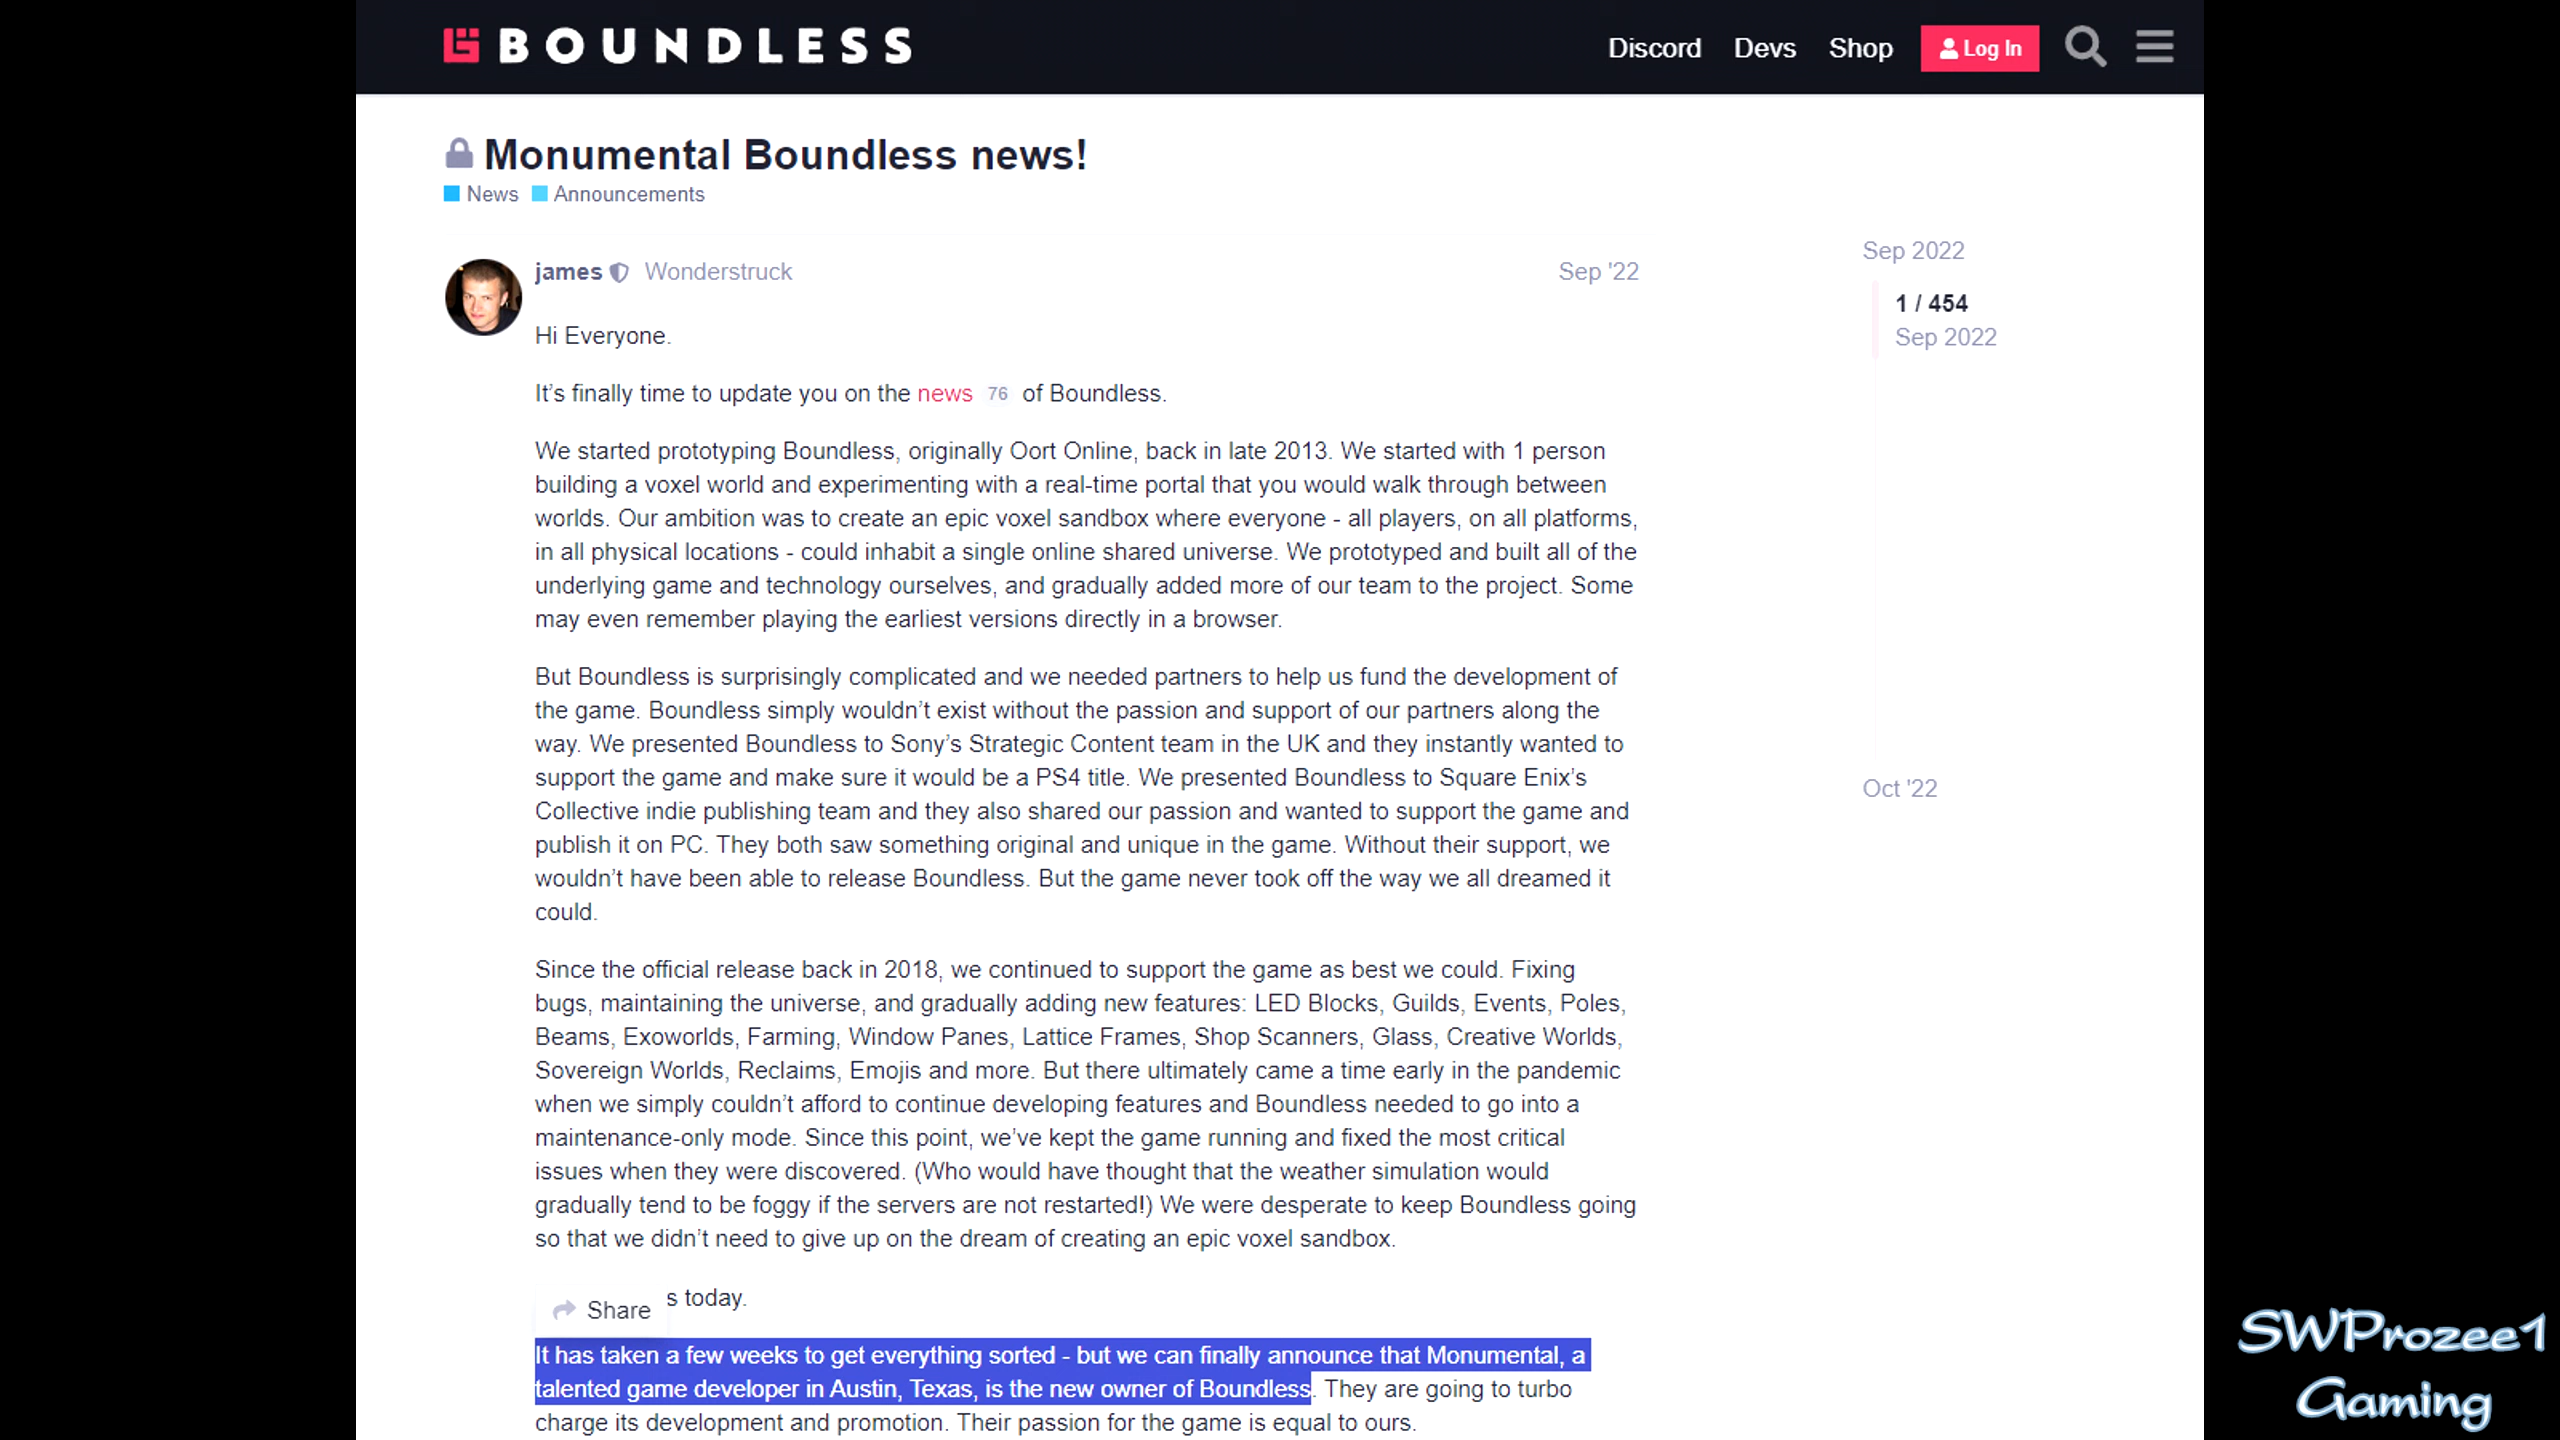 BOUNDLESS
Discord Devs Shop Log In
Monumental Boundless news!
News Announcements
james Wonderstruck Sep '22
Hi Everyone.
It’s finally time to update you on the news 76 of Boundless.
We started prototyping Boundless, originally Oort Online, back in late 2013. We started with 1 person
building a voxel world and experimenting with a real-time portal that you would walk through between
worlds. Our ambition was to create an epic voxel sandbox where everyone - all players, on all platforms,
in all physical locations - could inhabit a single online shared universe. We prototyped and built all of the
underlying game and technology ourselves, and gradually added more of our team to the project. Some
may even remember playing the earliest versions directly in a browser.
But Boundless is surprisingly complicated and we needed partners to help us fund the development of
the game. Boundless simply wouldn’t exist without the passion and support of our partners along the
way. We presented Boundless to Sony’s Strategic Content team in the UK and they instantly wanted to
support the game and make sure it would be a PS4 title. We presented Boundless to Square Enix’s
Collective indie publishing team and they also shared our passion and wanted to support the game and
publish it on PC. They both saw something original and unique in the game. Without their support, we
wouldn’t have been able to release Boundless. But the game never took off the way we all dreamed it
could.
Since the official release back in 2018, we continued to support the game as best we could. Fixing
bugs, maintaining the universe, and gradually adding new features: LED Blocks, Guilds, Events, Poles,
Beams, Exoworlds, Farming, Window Panes, Lattice Frames, Shop Scanners, Glass, Creative Worlds,
Sovereign Worlds, Reclaims, Emojis and more. But there ultimately came a time early in the pandemic
when we simply couldn’t afford to continue developing features and Boundless needed to go into a
maintenance-only mode. Since this point, we’ve kept the game running and fixed the most critical
issues when they were discovered. (Who would have thought that the weather simulation would
gradually tend to be foggy if the servers are not restarted!) We were desperate to keep Boundless going
so that we didn’t need to give up on the dream of creating an epic voxel sandbox.
Share s today.
It has taken a few weeks to get everything sorted - but we can finally announce that Monumental, a
talented game developer in Austin, Texas, is the new owner of Boundless. They are going to turbo
charge its development and promotion. Their passion for the game is equal to ours.
Sep 2022
1 / 454
Sep 2022
Oct '22
SWProzee1
Gaming